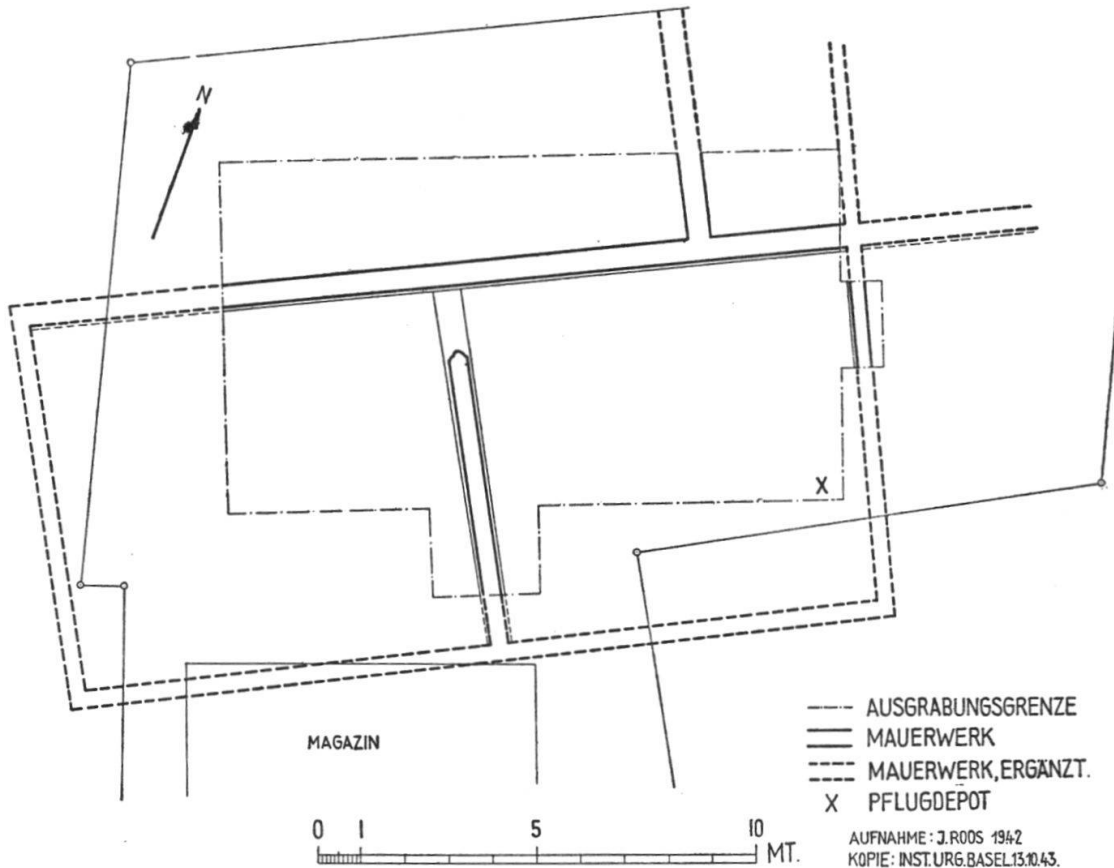 N
X
MAGAZIN
AUSGRABUNGSGRENZE
MAUERWERK
MAUERWERK, ERGÄNZT.
X PFLUGDEPOT
0 1 5 10 MT.
AUFNAHME: J. ROOS 1942
KOPIE: INST. URG. BASEL 13.10.43.